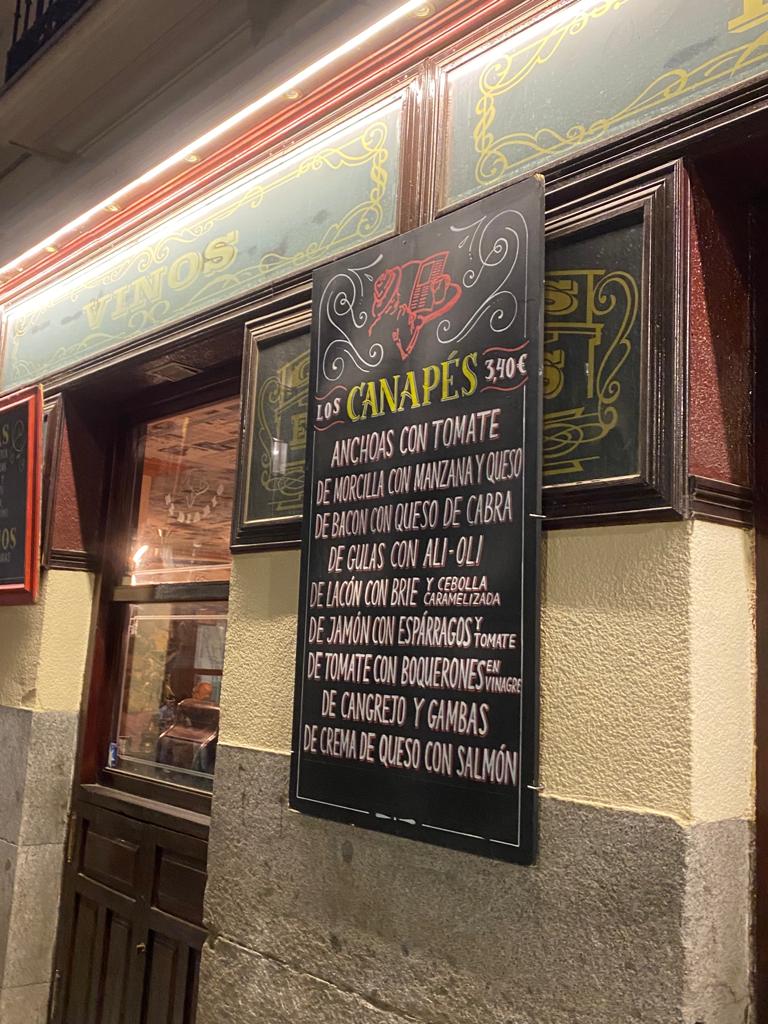 VINOS
LOS CANAPÉS 3,40€
ANCHOAS CON TOMATE
DE MORCILLA CON MANZANA Y QUESO
DE BACON CON QUESO DE CABRA
DE GULAS CON ALI-OLI
DE LACÓN CON BRIE Y CEBOLLA CARAMELIZADA
DE JAMÓN CON ESPÁRRAGOS Y TOMATE
DE TOMATE CON BOQUERONES EN VINAGRE
DE CANGREJO Y GAMBAS
DE CREMA DE QUESO CON SALMÓN